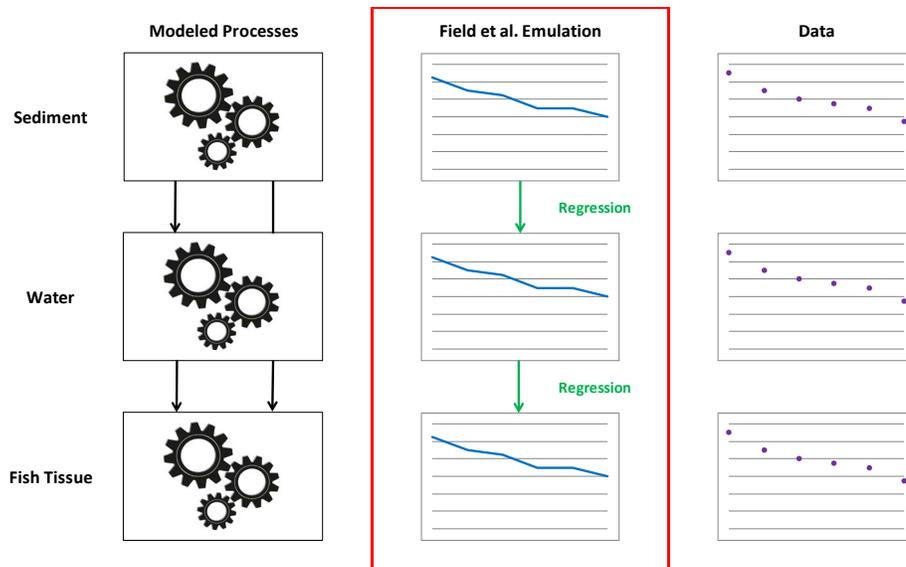 Modeled Processes
Field et al. Emulation
Data
Sediment
Regression
Water
Regression
Fish Tissue